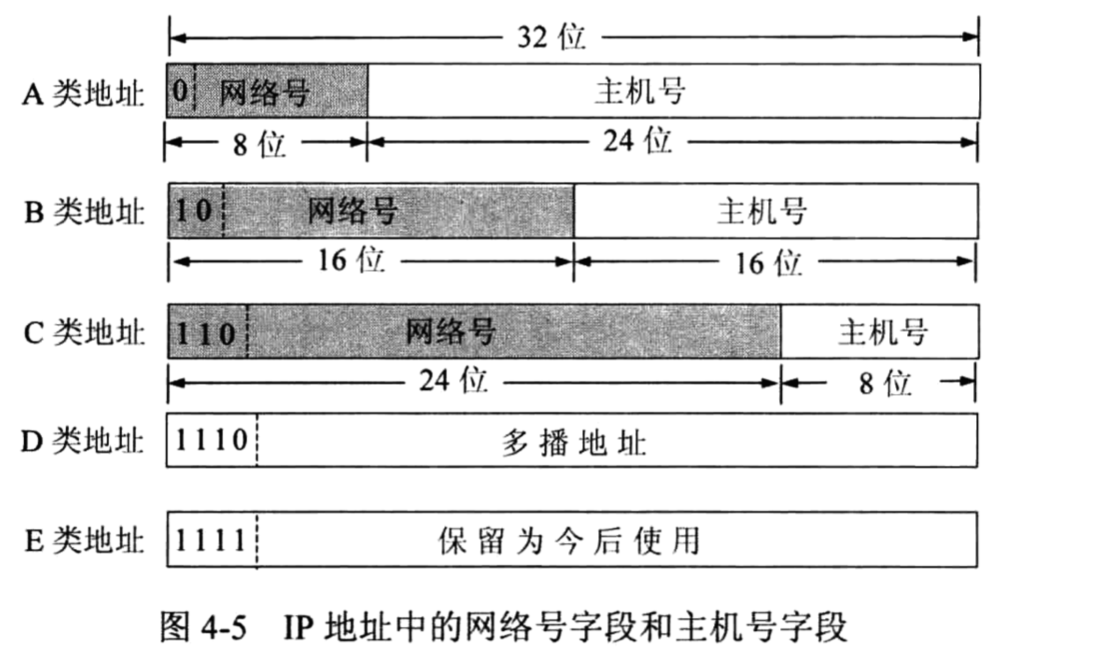 32 位
A 类地址 0 网络号 主机号
8 位 24 位
B 类地址 10 网络号 主机号
16 位 16 位
C 类地址 110 网络号 主机号
24 位 8 位
D 类地址 1110 多播地址
E 类地址 1111 保留为今后使用
图 4-5 IP 地址中的网络号字段和主机号字段